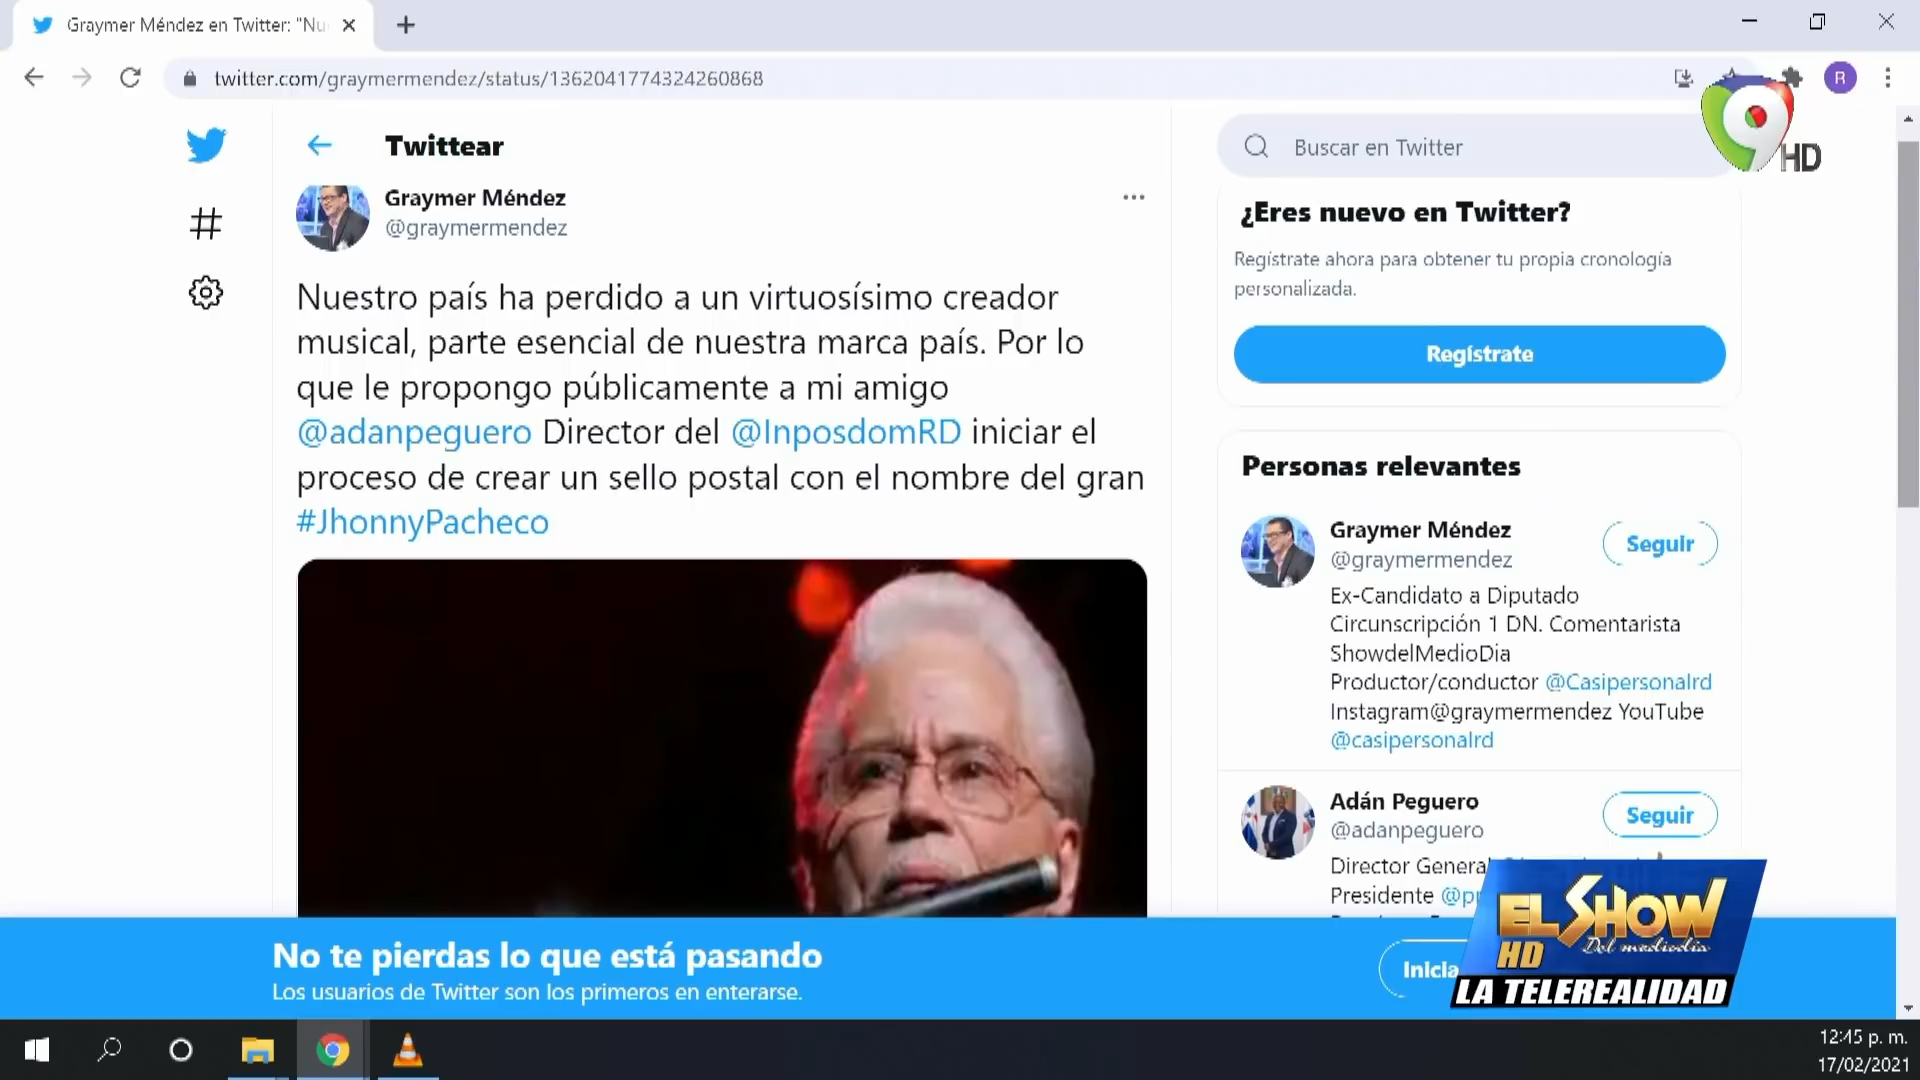 Graymer Méndez en Twitter: "Nu
twitter.com/graymermendez/status/1362041774324260868
R
HD
Twittear
Buscar en Twitter
Graymer Méndez
@graymermendez
Nuestro país ha perdido a un virtuosísimo creador
musical, parte esencial de nuestra marca país. Por lo
que le propongo públicamente a mi amigo
@adanpeguero Director del @InposdomRD iniciar el
proceso de crear un sello postal con el nombre del gran
#JhonnyPacheco
¿Eres nuevo en Twitter?
Regístrate ahora para obtener tu propia cronología
personalizada.
Regístrate
Personas relevantes
Graymer Méndez
@graymermendez
Seguir
Ex-Candidato a Diputado
Circunscripción 1 DN. Comentarista
ShowdelMedioDia
Productor/conductor @Casipersonalrd
Instagram@graymermendez YouTube
@casipersonalrd
Adán Peguero
@adanpeguero
Seguir
Director General
Presidente
No te pierdas lo que está pasando
Los usuarios de Twitter son los primeros en enterarse.
EL SHOW
HD Del mediodia
LA TELEREALIDAD
12:45 p. m.
17/02/2021